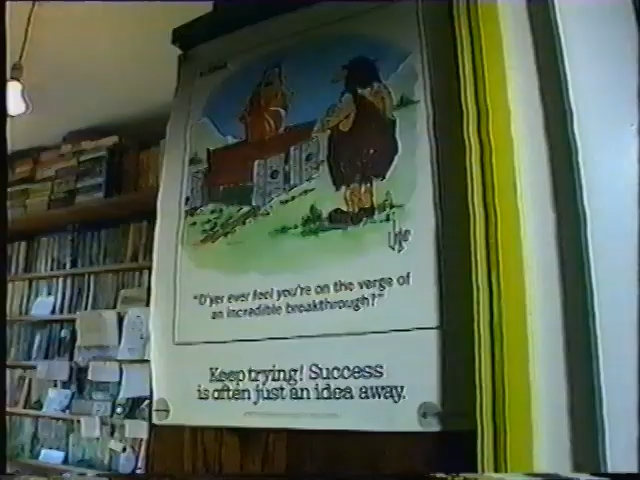 "D'yer ever feel you're on the verge of
an incredible breakthrough?"
Keep trying! Success
is often just an idea away.